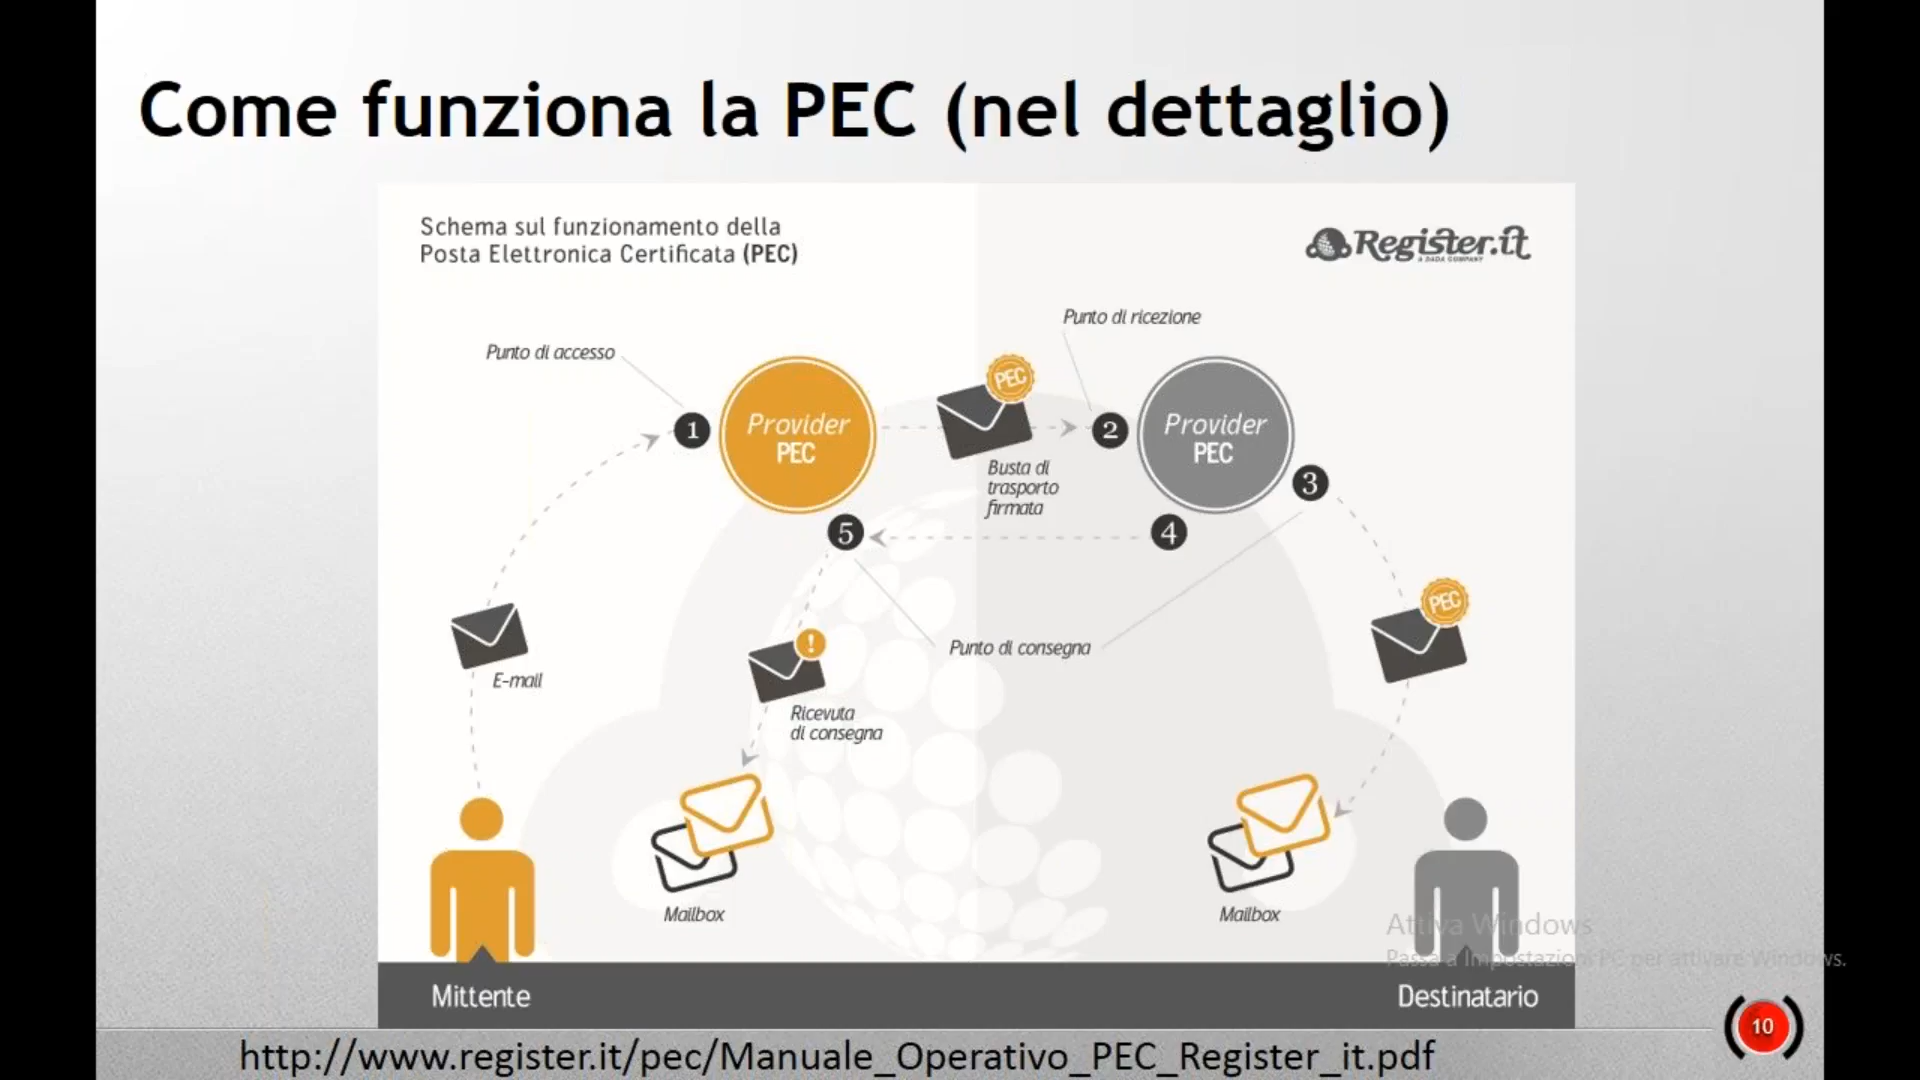 Come funziona la PEC (nel dettaglio)
Schema sul funzionamento della
Posta Elettronica Certificata (PEC)
Register.it
A DADA COMPANY
Punto di ricezione
Punto di accesso
PEC
1
Provider
PEC
2
Provider
PEC
Busta di
trasporto
firmata
3
5
4
PEC
!
Punto di consegna
E-mail
Ricevuta
di consegna
Mailbox
Mailbox
Attiva Windows
Passa a Impostazioni PC per attivare Windows.
Mittente
Destinatario
10
http://www.register.it/pec/Manuale_Operativo_PEC_Register_it.pdf